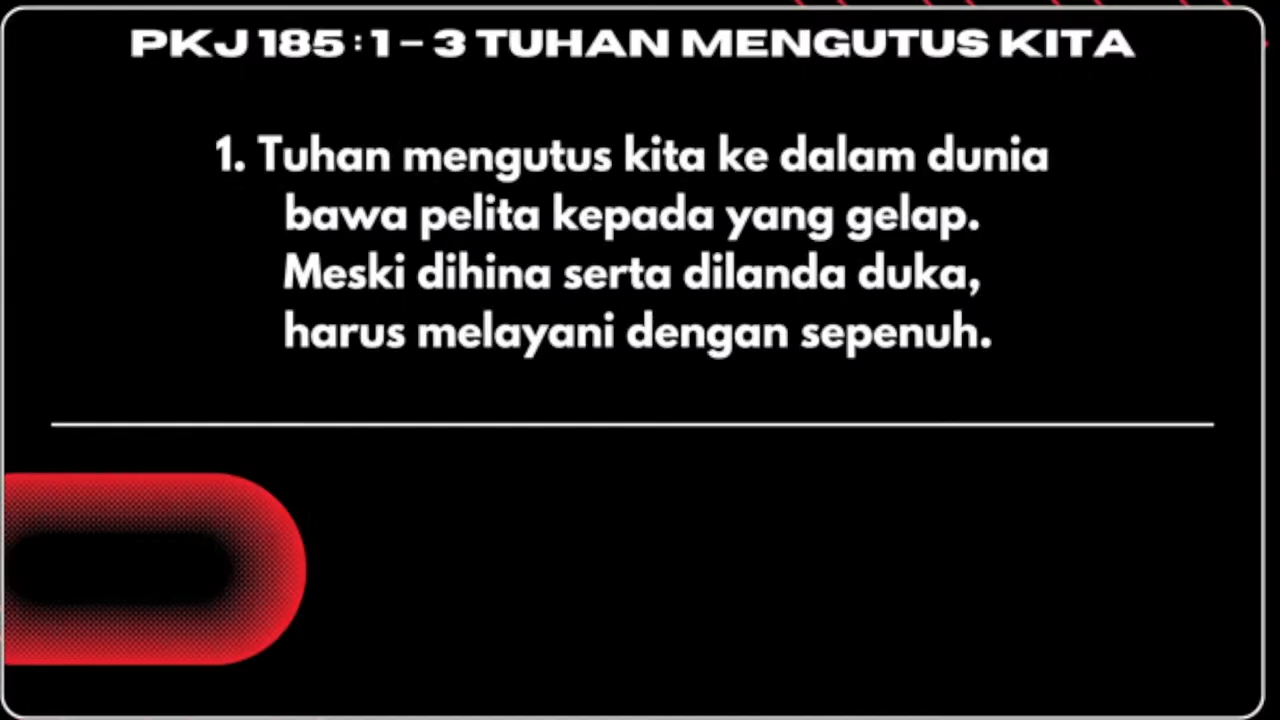 PKJ 185 : 1 – 3 TUHAN MENGUTUS KITA
1. Tuhan mengutus kita ke dalam dunia
bawa pelita kepada yang gelap.
Meski dihina serta dilanda duka,
harus melayani dengan sepenuh.